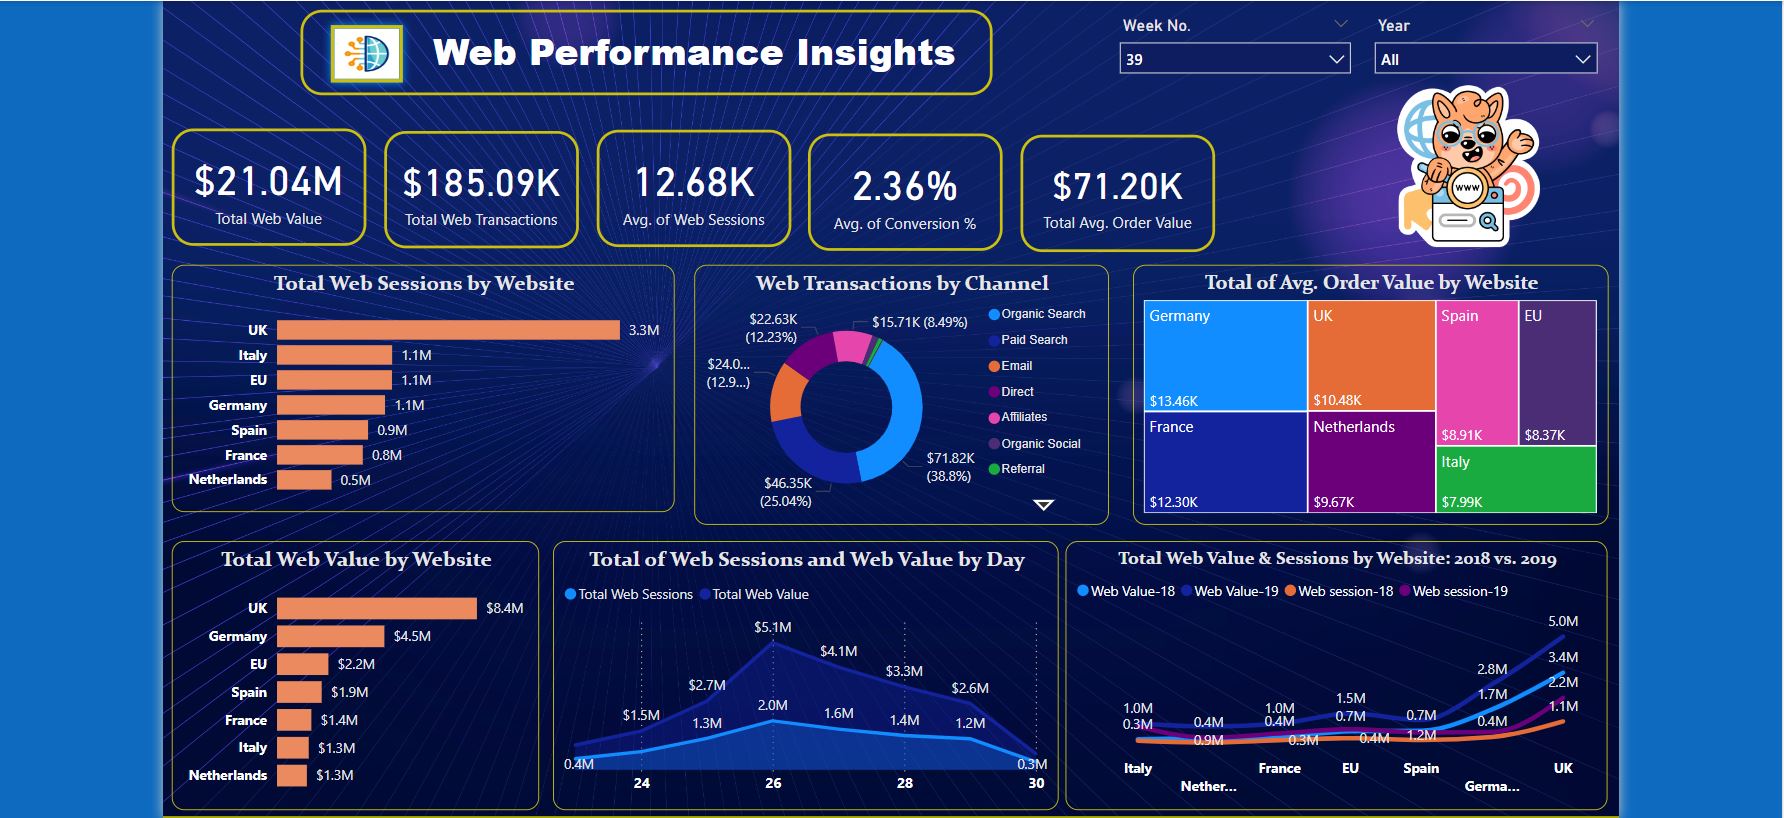 Web Performance Insights
Week No.
39
Year
All
www
$21.04M
Total Web Value
$185.09K
Total Web Transactions
12.68K
Avg. of Web Sessions
2.36%
Avg. of Conversion %
$71.20K
Total Avg. Order Value
Total Web Sessions by Website
UK 3.3M
Italy 1.1M
EU 1.1M
Germany 1.1M
Spain 0.9M
France 0.8M
Netherlands 0.5M
Web Transactions by Channel
$22.63K
(12.23%)
$15.71K (8.49%)
$24.0...
(12.9...)
$71.82K
(38.8%)
$46.35K
(25.04%)
Organic Search
Paid Search
Email
Direct
Affiliates
Organic Social
Referral
Total of Avg. Order Value by Website
Germany
$13.46K
UK
$10.48K
Spain
$8.91K
EU
$8.37K
France
$12.30K
Netherlands
$9.67K
Italy
$7.99K
Total Web Value by Website
UK $8.4M
Germany $4.5M
EU $2.2M
Spain $1.9M
France $1.4M
Italy $1.3M
Netherlands $1.3M
Total of Web Sessions and Web Value by Day
Total Web Sessions Total Web Value
$5.1M
$4.1M
$3.3M
$2.7M
$2.6M
$1.5M
2.0M
1.6M
1.3M
1.4M
1.2M
0.4M
0.3M
24 26 28 30
Total Web Value & Sessions by Website: 2018 vs. 2019
Web Value-18 Web Value-19 Web session-18 Web session-19
5.0M
3.4M
2.8M
2.2M
1.7M
1.5M
1.0M
1.0M
1.1M
0.3M
0.4M
0.4M
0.7M
0.7M
0.4M
0.9M
0.3M
0.4M
1.2M
Italy
Nether...
France
EU
Spain
Germa...
UK